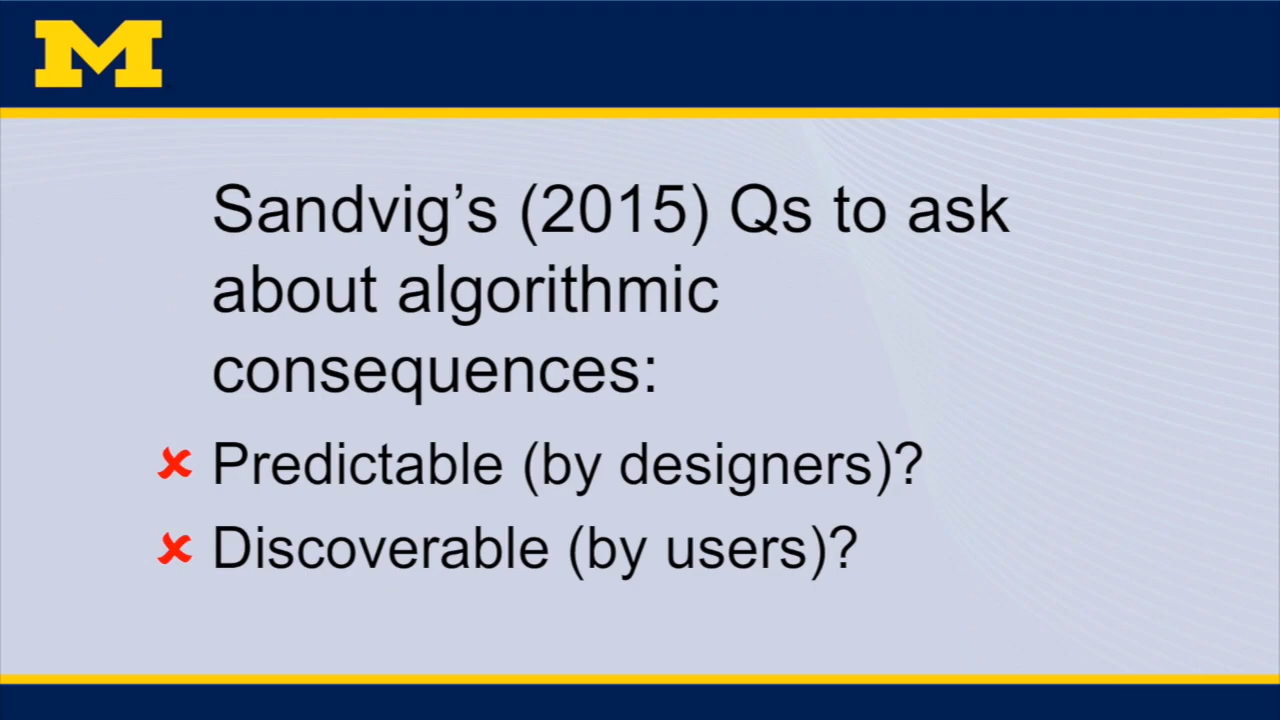 M
Sandvig’s (2015) Qs to ask
about algorithmic
consequences:
✘ Predictable (by designers)?
✘ Discoverable (by users)?